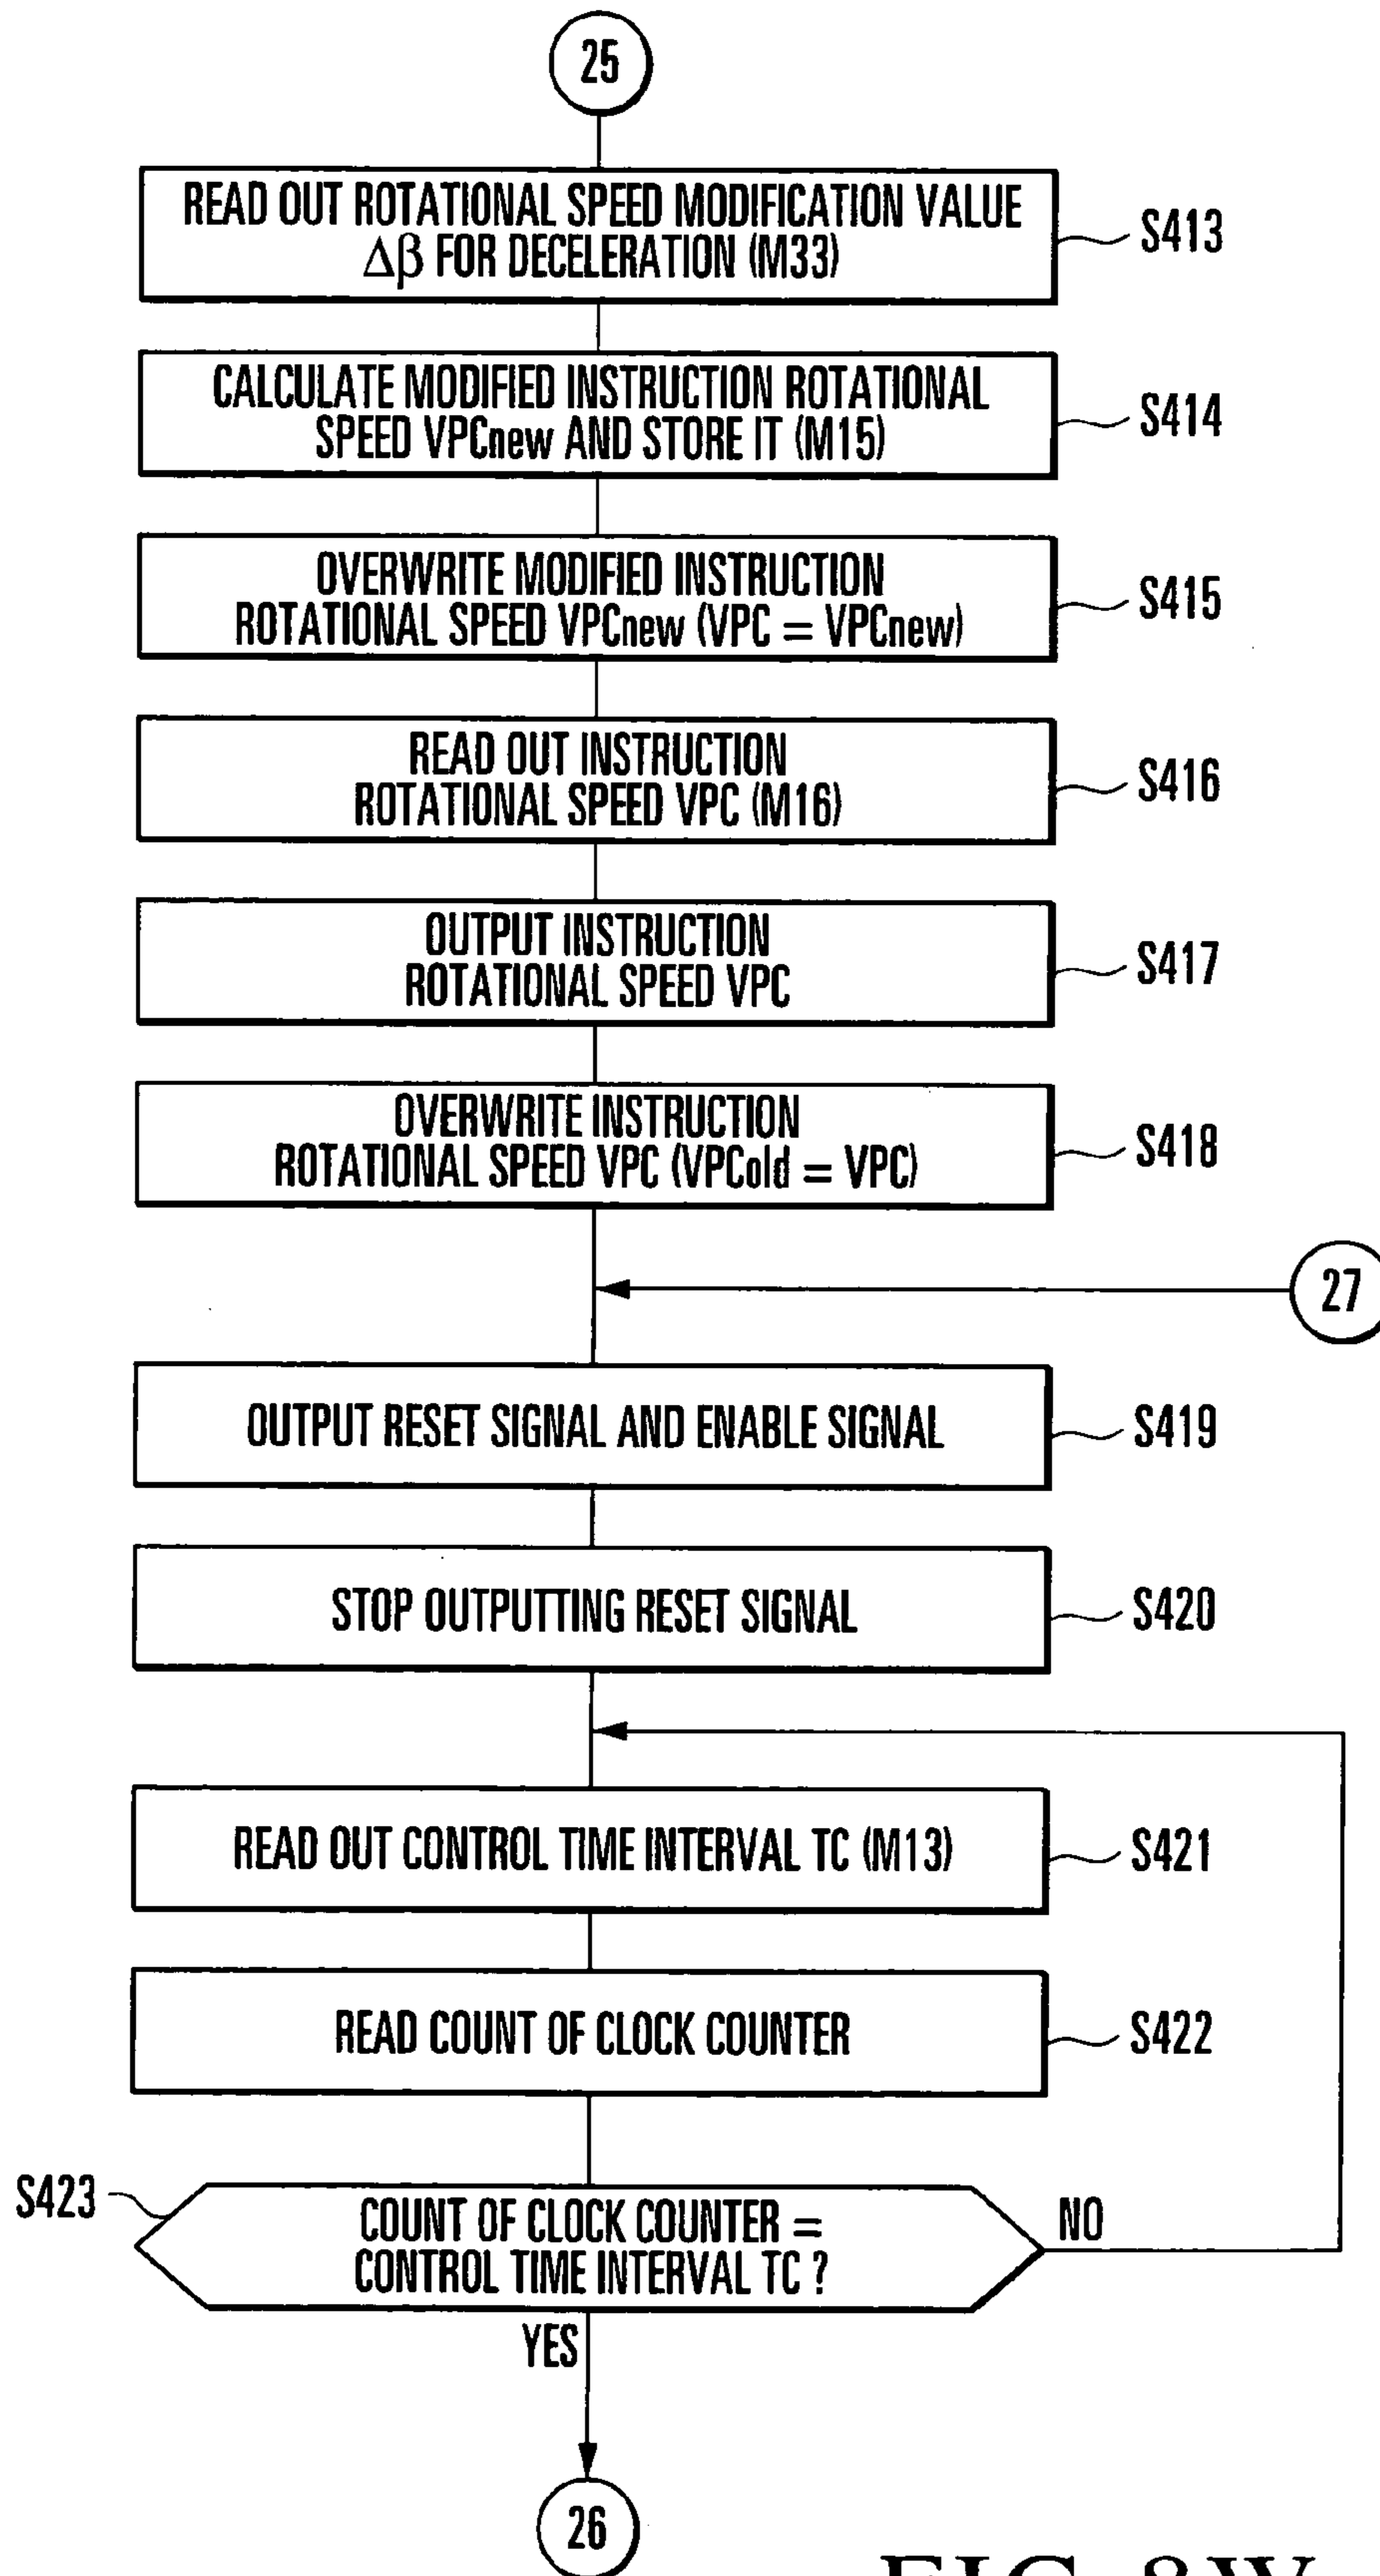 25
READ OUT ROTATIONAL SPEED MODIFICATION VALUE
Δβ FOR DECELERATION (M33)
S413
CALCULATE MODIFIED INSTRUCTION ROTATIONAL
SPEED VPCnew AND STORE IT (M15)
S414
OVERWRITE MODIFIED INSTRUCTION
ROTATIONAL SPEED VPCnew (VPC = VPCnew)
S415
READ OUT INSTRUCTION
ROTATIONAL SPEED VPC (M16)
S416
OUTPUT INSTRUCTION
ROTATIONAL SPEED VPC
S417
OVERWRITE INSTRUCTION
ROTATIONAL SPEED VPC (VPCold = VPC)
S418
27
OUTPUT RESET SIGNAL AND ENABLE SIGNAL
S419
STOP OUTPUTTING RESET SIGNAL
S420
READ OUT CONTROL TIME INTERVAL TC (M13)
S421
READ COUNT OF CLOCK COUNTER
S422
S423
COUNT OF CLOCK COUNTER =
CONTROL TIME INTERVAL TC ?
NO
YES
26
FIG. 8W